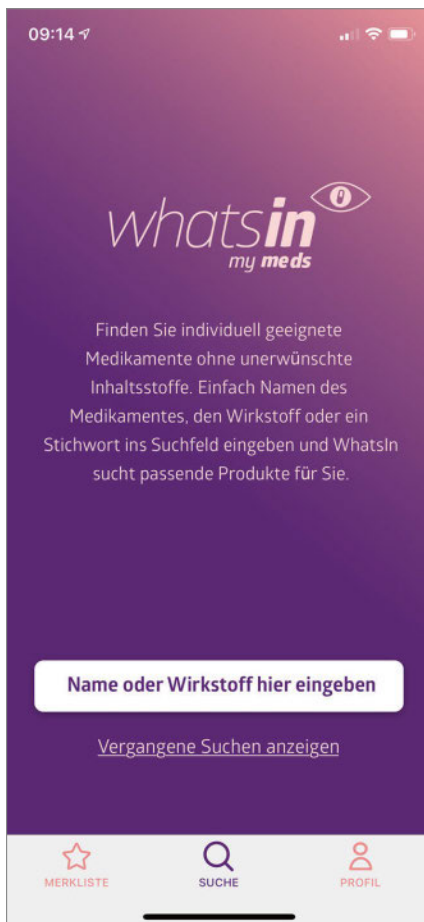 09:14
whatsin
my meds
Finden Sie individuell geeignete
Medikamente ohne unerwünschte
Inhaltsstoffe. Einfach Namen des
Medikamentes, den Wirkstoff oder ein
Stichwort ins Suchfeld eingeben und WhatsIn
sucht passende Produkte für Sie.
Name oder Wirkstoff hier eingeben
Vergangene Suchen anzeigen
MERKLISTE SUCHE PROFIL